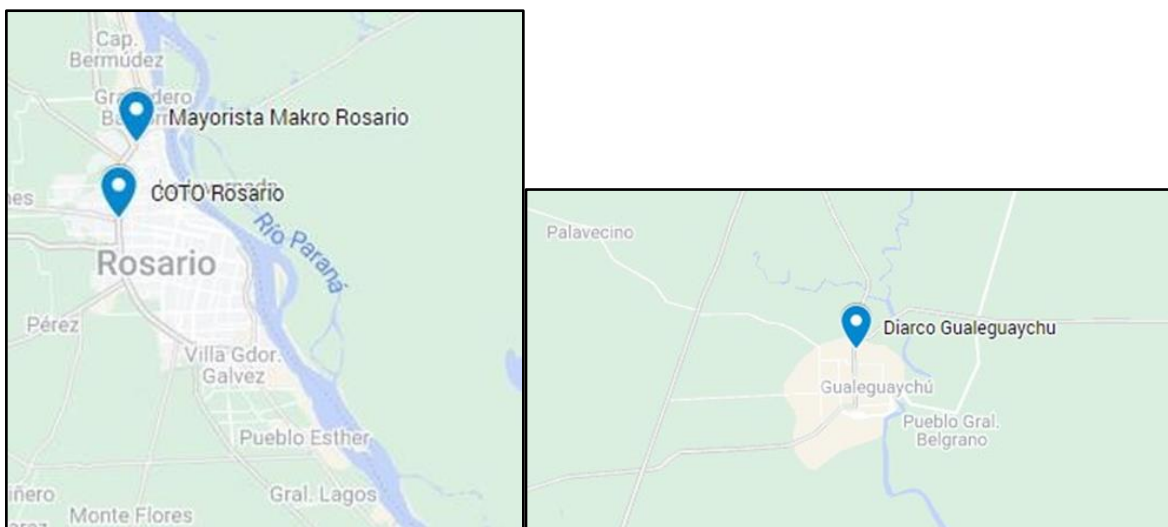 Cap.
Bermúdez
Mayorista Makro Rosario
COTO Rosario
Río Paraná
Rosario
Pérez
Villa Gdor.
Galvez
Pueblo Esther
Gral. Lagos
Monte Flores
Palavecino
Diarco Gualeguaychu
Gualeguaychú
Pueblo Gral.
Belgrano